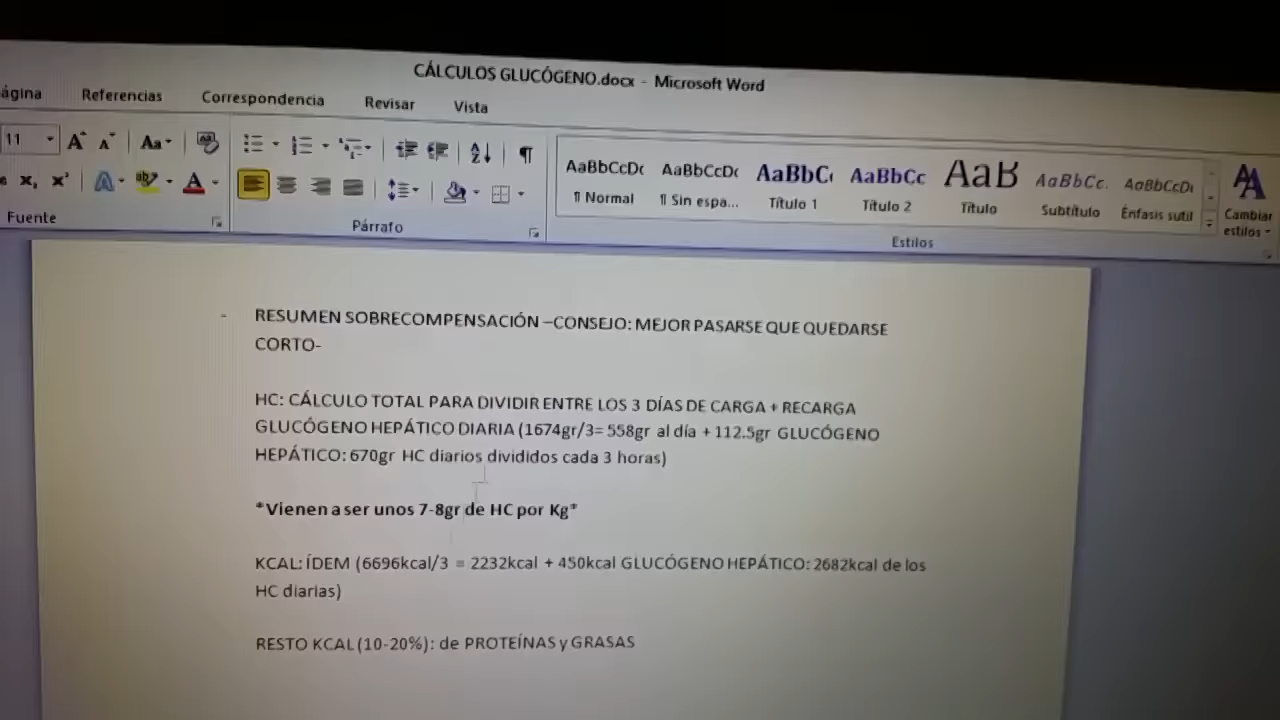 CÁLCULOS GLUCÓGENO.docx - Microsoft Word
ágina Referencias Correspondencia Revisar Vista
11
AaBbCcDc AaBbCcDc AaBbC AaBbCc AaB AaBbCc. AaBbCcDi
¶ Normal ¶ Sin espa... Título 1 Título 2 Título Subtítulo Énfasis sutil
Cambiar
estilos
Fuente Párrafo Estilos
- RESUMEN SOBRECOMPENSACIÓN –CONSEJO: MEJOR PASARSE QUE QUEDARSE
CORTO-
HC: CÁLCULO TOTAL PARA DIVIDIR ENTRE LOS 3 DÍAS DE CARGA + RECARGA
GLUCÓGENO HEPÁTICO DIARIA (1674gr/3= 558gr al día + 112.5gr GLUCÓGENO
HEPÁTICO: 670gr HC diarios divididos cada 3 horas)
*Vienen a ser unos 7-8gr de HC por Kg*
KCAL: ÍDEM (6696kcal/3 = 2232kcal + 450kcal GLUCÓGENO HEPÁTICO: 2682kcal de los
HC diarias)
RESTO KCAL (10-20%): de PROTEÍNAS y GRASAS